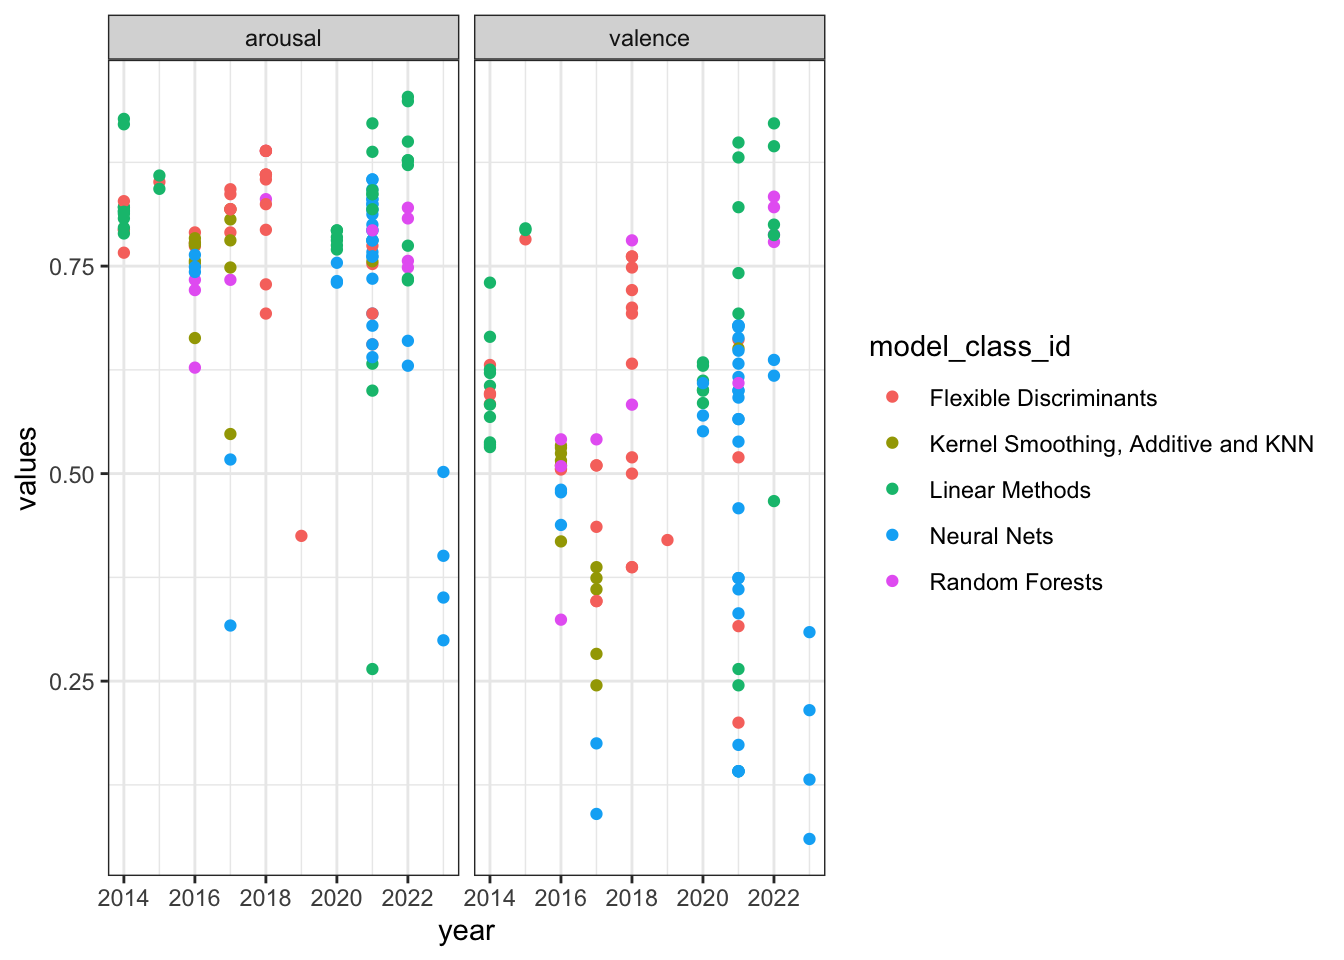 arousal
valence
values
0.75
0.50
0.25
2014 2016 2018 2020 2022
2014 2016 2018 2020 2022
year
model_class_id
Flexible Discriminants
Kernel Smoothing, Additive and KNN
Linear Methods
Neural Nets
Random Forests